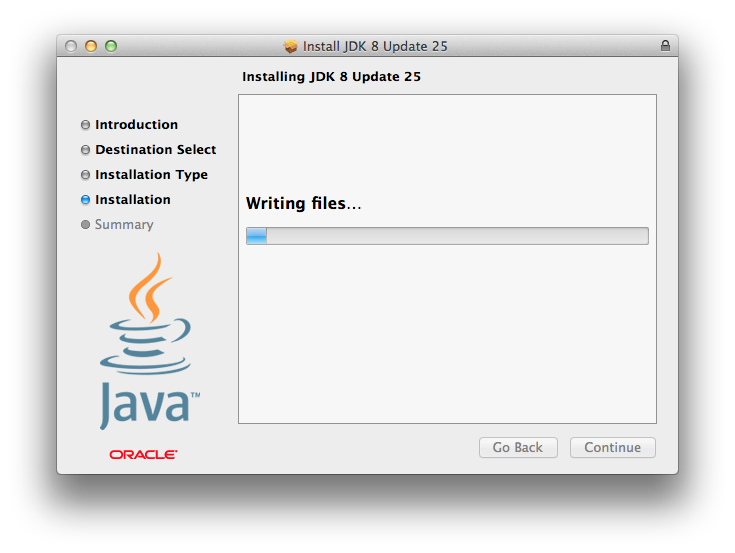 Install JDK 8 Update 25
Installing JDK 8 Update 25
Introduction
Destination Select
Installation Type
Installation
Summary
Writing files...
Java™
ORACLE®
Go Back
Continue